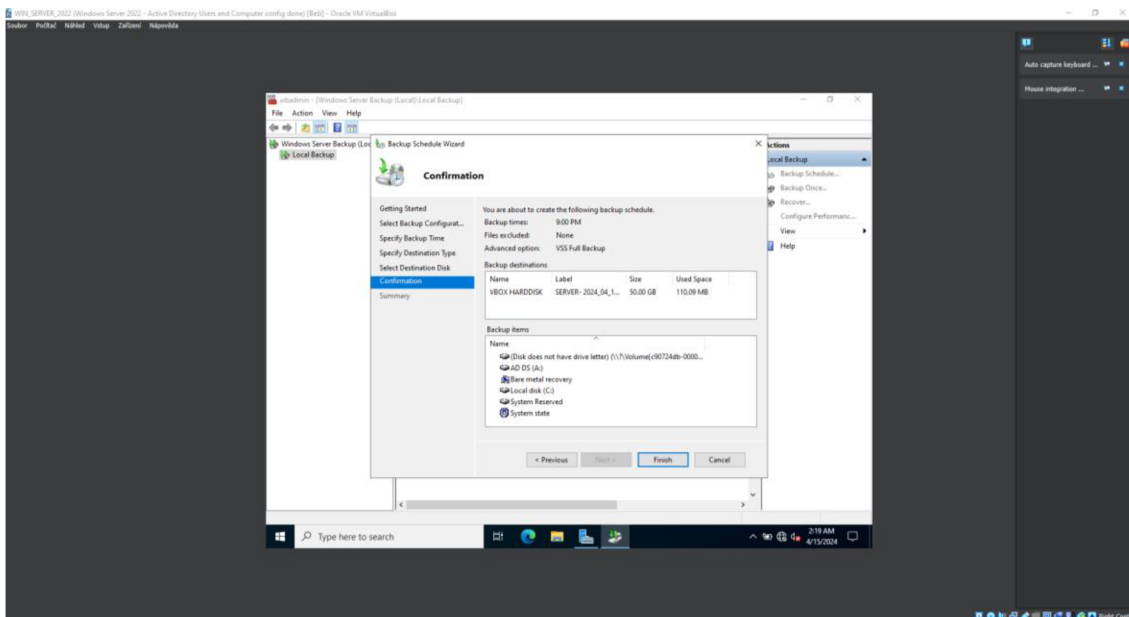 WIN_SERVER_2022 (Windows Server 2022 - Active Directory Users and Computer config done) [Beží] - Oracle VM VirtualBox
Soubor Počítač Náhled Vstup Zařízení Nápověda
Auto capture keyboard ...
Mouse integration ...
wbadmin - [Windows Server Backup (Local)\Local Backup]
File Action View Help
Windows Server Backup (Loc
Local Backup
Backup Schedule Wizard
Confirmation
Getting Started
Select Backup Configurat...
Specify Backup Time
Specify Destination Type
Select Destination Disk
Confirmation
Summary
You are about to create the following backup schedule.
Backup times: 9:00 PM
Files excluded: None
Advanced option: VSS Full Backup
Backup destinations
Name Label Size Used Space
VBOX HARDDISK SERVER- 2024_04_1... 50.00 GB 110.09 MB
Backup items
Name
(Disk does not have drive letter) (\\?\Volume{c90724db-0000...
AD DS (A:)
Bare metal recovery
Local disk (C:)
System Reserved
System state
< Previous Next > Finish Cancel
Actions
Local Backup
Backup Schedule...
Backup Once...
Recover...
Configure Performanc...
View
Help
Type here to search
2:19 AM
4/15/2024